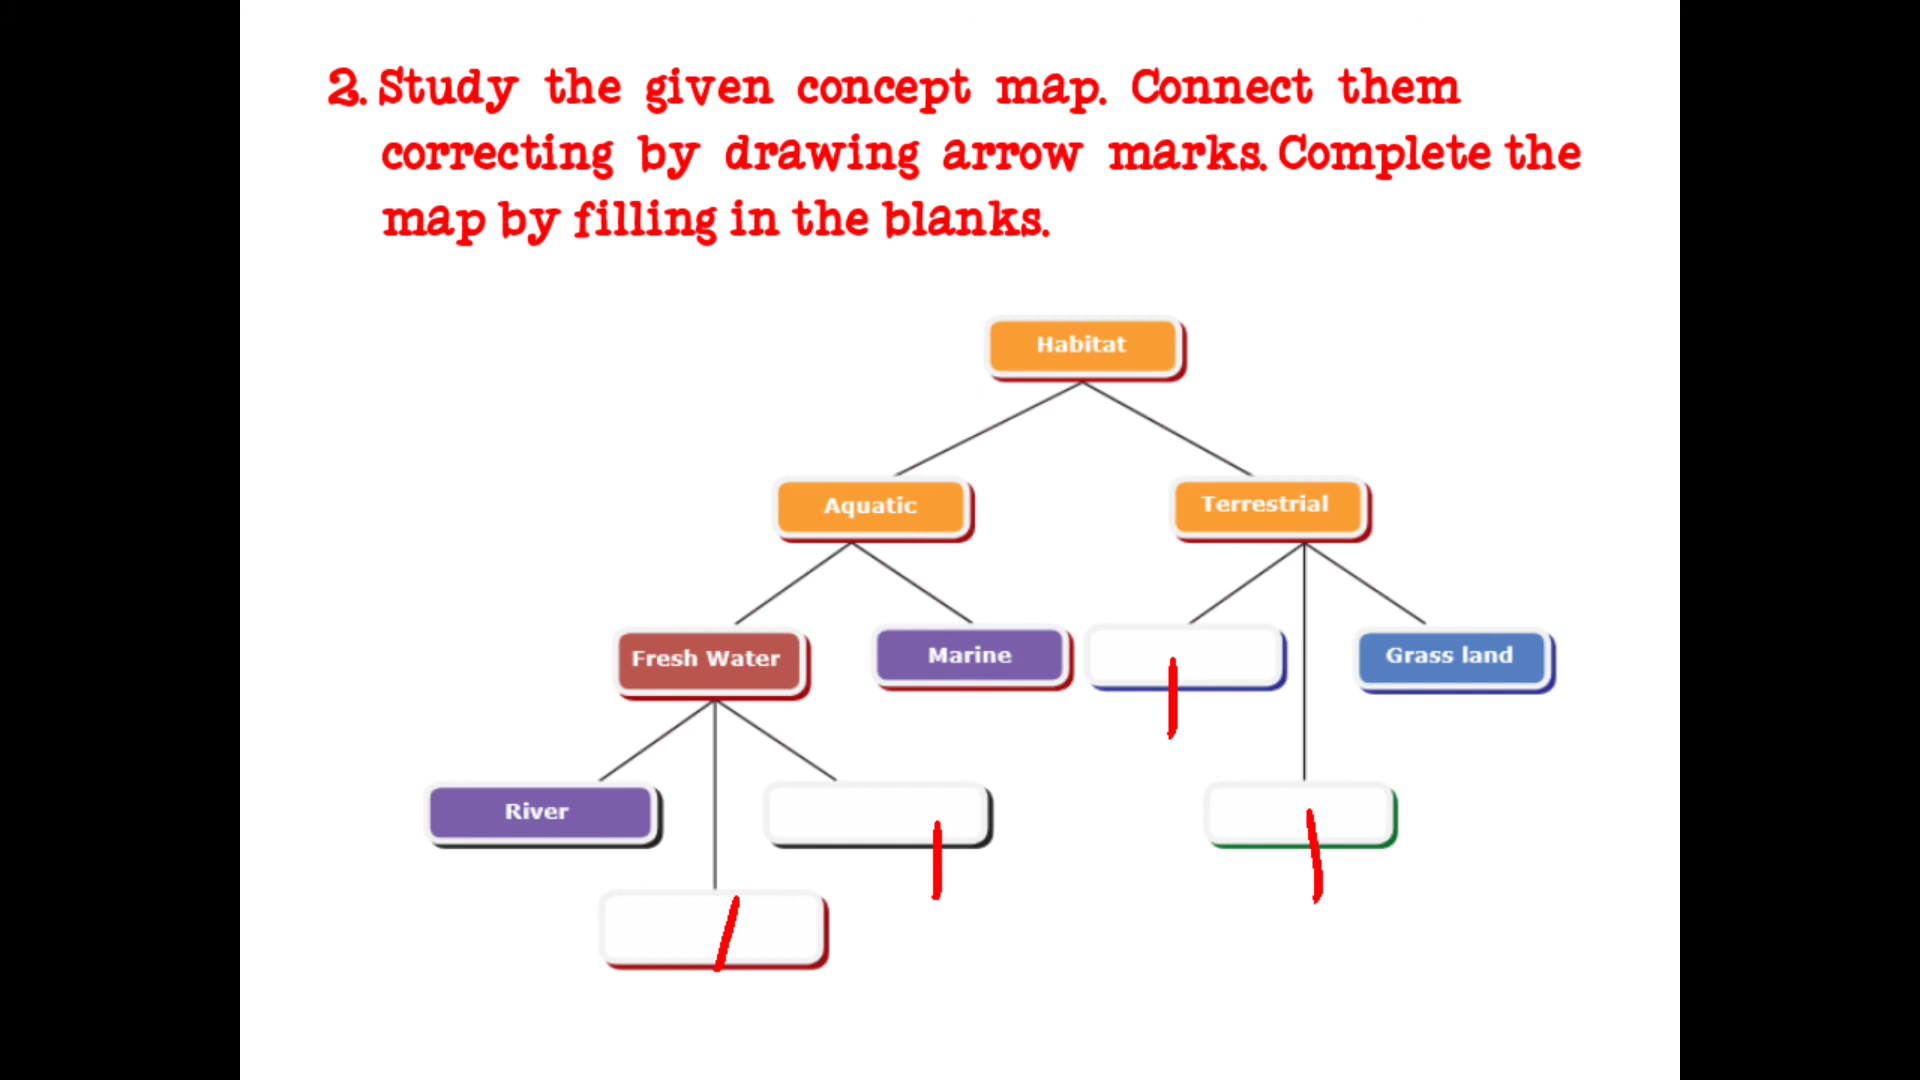 2. Study the given concept map. Connect them
correcting by drawing arrow marks. Complete the
map by filling in the blanks.
Habitat
Aquatic
Terrestrial
Fresh Water
Marine
Grass land
River